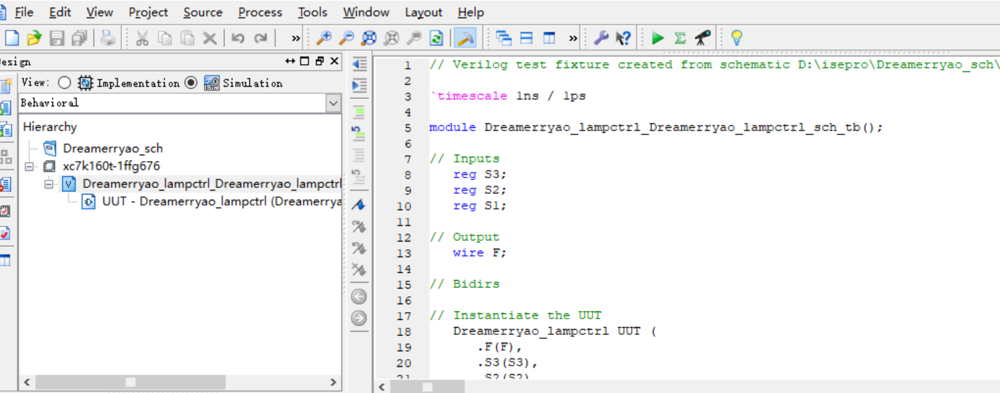 File Edit View Project Source Process Tools Window Layout Help
Design
View: Implementation Simulation
Behavioral
Hierarchy
Dreamerryao_sch
xc7k160t-1ffg676
Dreamerryao_lampctrl_Dreamerryao_lampctrl
UUT - Dreamerryao_lampctrl (Dreamerrya
1 // Verilog test fixture created from schematic D:\isepro\Dreamerryao_sch\
2
3 `timescale 1ns / 1ps
4
5 module Dreamerryao_lampctrl_Dreamerryao_lampctrl_sch_tb();
6
7 // Inputs
8 reg S3;
9 reg S2;
10 reg S1;
11
12 // Output
13 wire F;
14
15 // Bidirs
16
17 // Instantiate the UUT
18 Dreamerryao_lampctrl UUT (
19 .F(F),
20 .S3(S3),
21 .S2(S2),